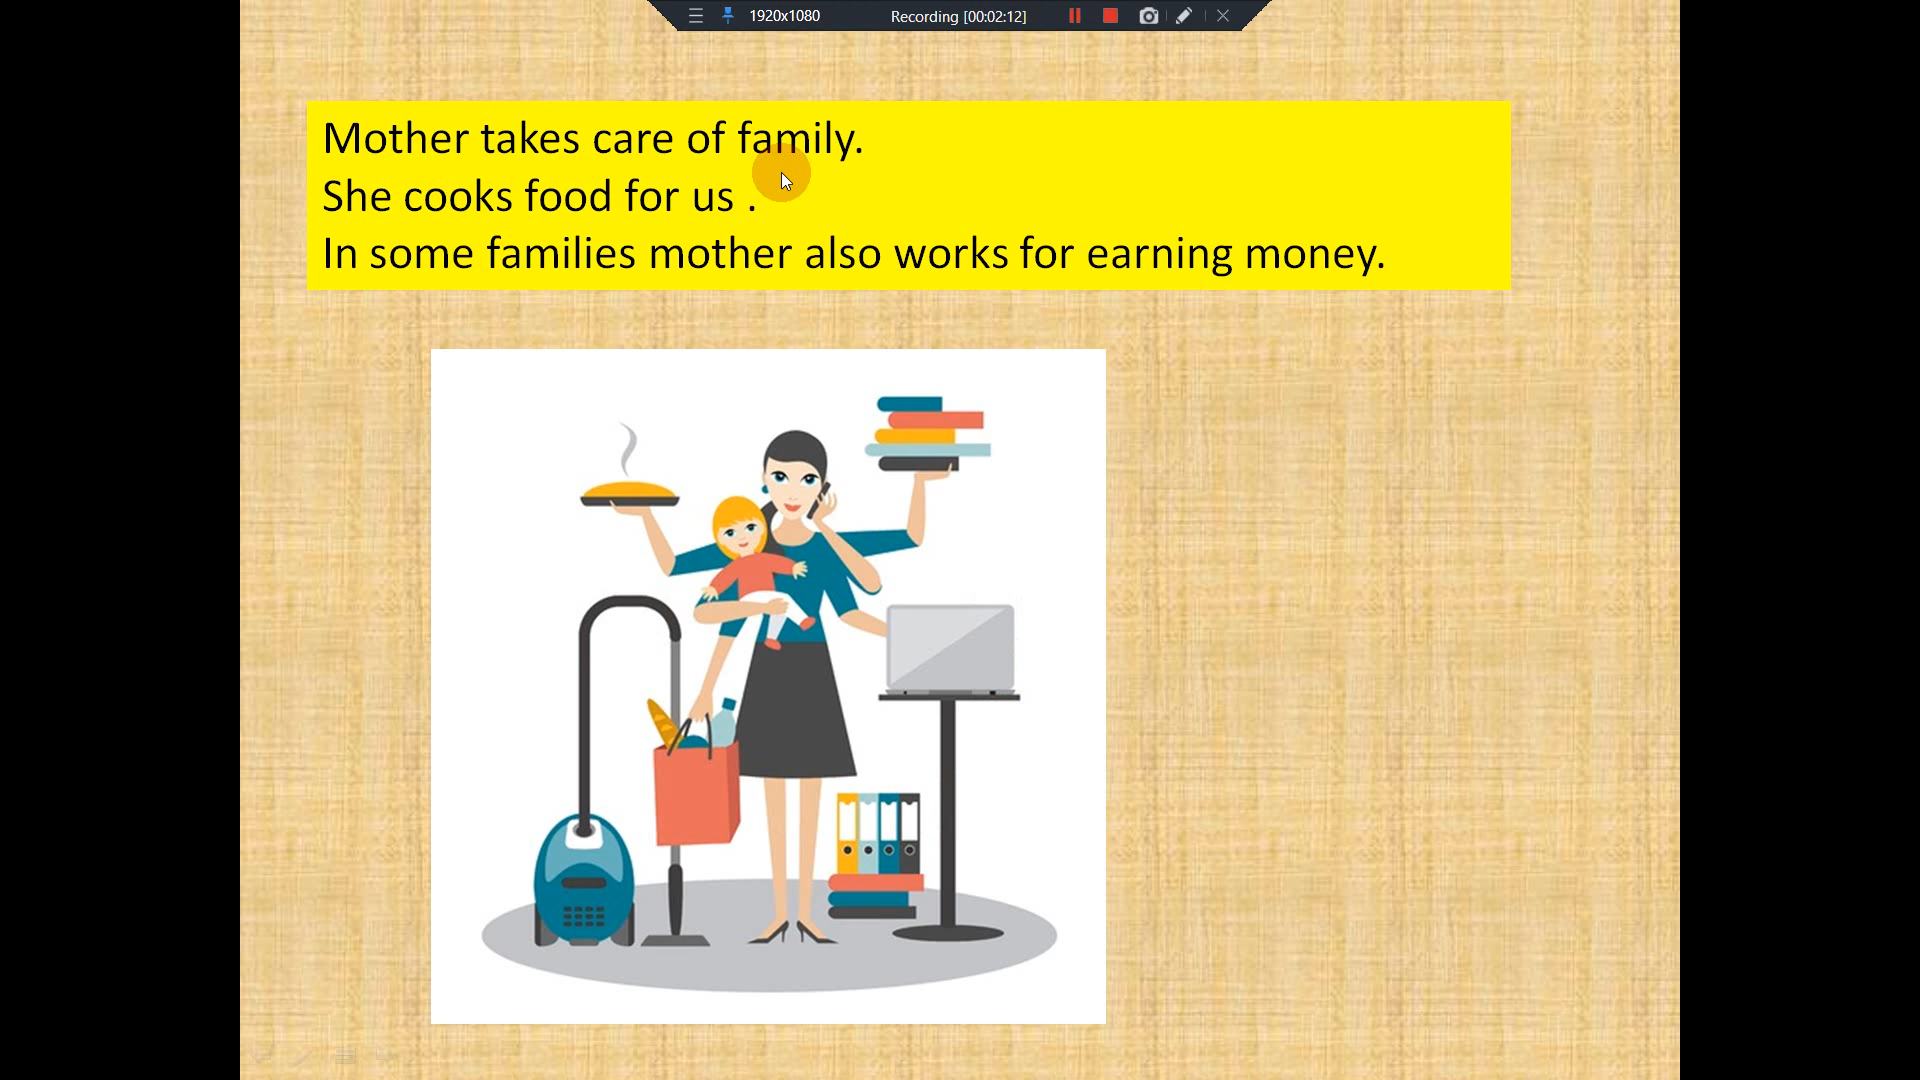 1920x1080 Recording [00:02:12]
Mother takes care of family.
She cooks food for us .
In some families mother also works for earning money.